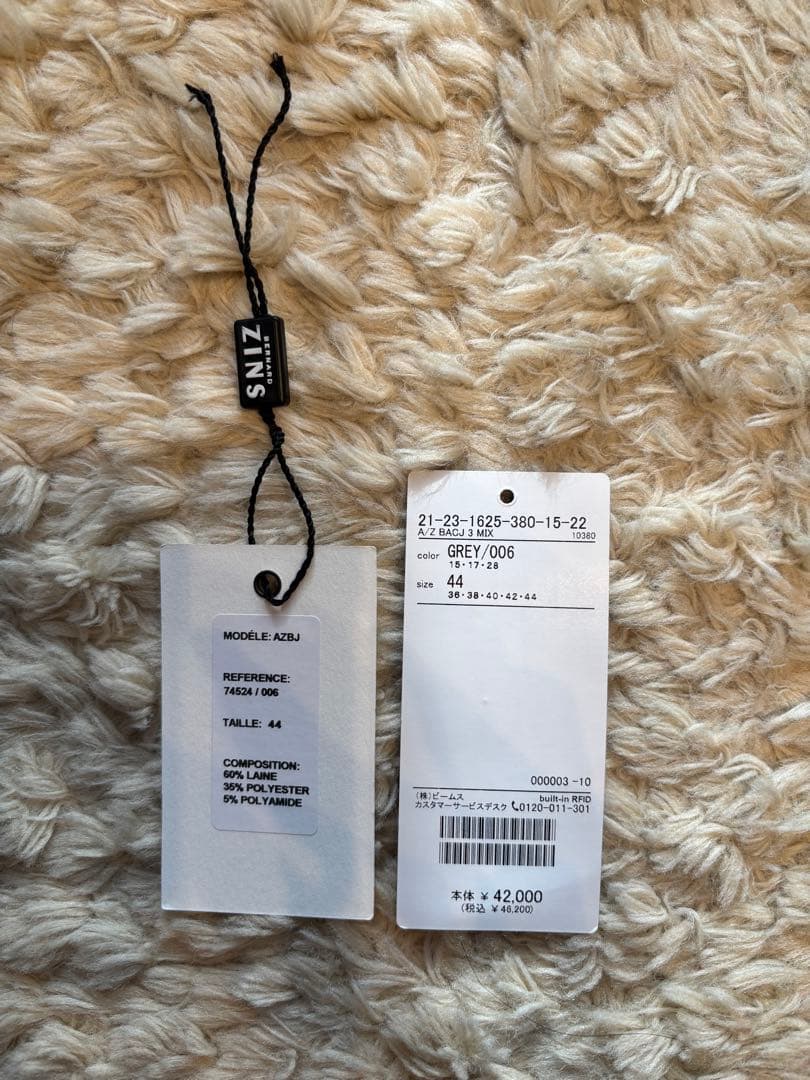 BERNARD
ZINS
MODÉLE: AZBJ
REFERENCE:
74524 / 006
TAILLE: 44
COMPOSITION:
60% LAINE
35% POLYESTER
5% POLYAMIDE
21-23-1625-380-15-22
A/Z BACJ 3 MIX 10380
color GREY/006
15・17・28
size 44
36・38・40・42・44
000003 -10
(株)ビームス built-in RFID
カスタマーサービスデスク 0120-011-301
本体 ¥ 42,000
(税込 ¥ 46,200)